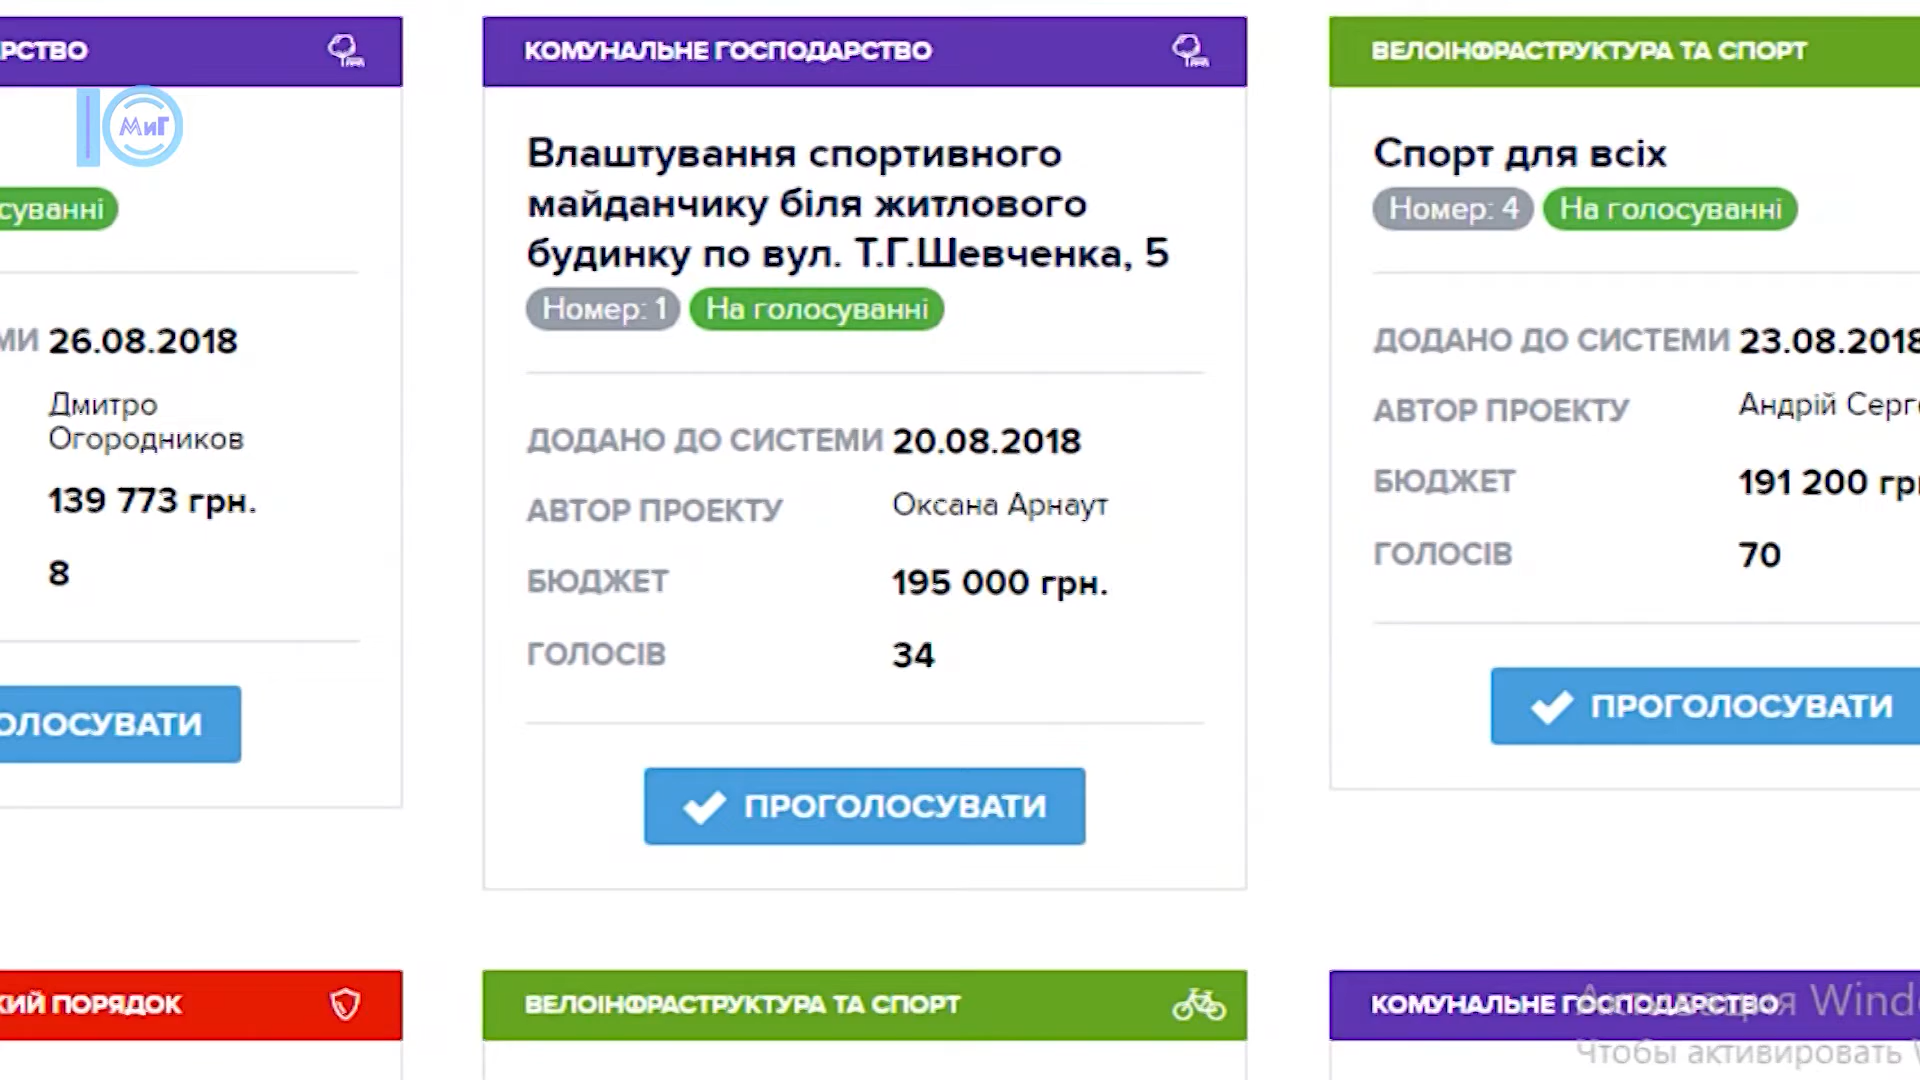 РСТВО
МиГ
суванні
МИ 26.08.2018
Дмитро
Огородников
139 773 грн.
8
ОЛОСУВАТИ
КОМУНАЛЬНЕ ГОСПОДАРСТВО
Влаштування спортивного
майданчику біля житлового
будинку по вул. Т.Г.Шевченка, 5
Номер: 1 На голосуванні
ДОДАНО ДО СИСТЕМИ 20.08.2018
АВТОР ПРОЕКТУ Оксана Арнаут
БЮДЖЕТ 195 000 грн.
ГОЛОСІВ 34
ПРОГОЛОСУВАТИ
ВЕЛОІНФРАСТРУКТУРА ТА СПОРТ
Спорт для всіх
Номер: 4 На голосуванні
ДОДАНО ДО СИСТЕМИ 23.08.2018
АВТОР ПРОЕКТУ Андрій Серг
БЮДЖЕТ 191 200 гр
ГОЛОСІВ 70
ПРОГОЛОСУВАТИ
КИЙ ПОРЯДОК
ВЕЛОІНФРАСТРУКТУРА ТА СПОРТ
КОМУНАЛЬНЕ ГОСПОДАРСТВО
Активация Wind
Чтобы активировать